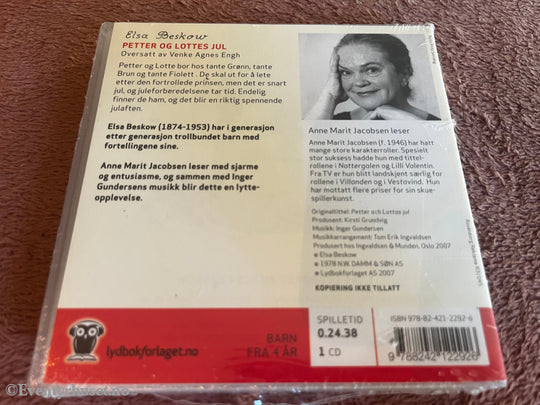 Elsa Beskow
PETTER OG LOTTES JUL
Oversatt av Venke Agnes Engh
Petter og Lotte bor hos tante Grønn, tante
Brun og tante Fiolett. De skal ut for å lete
etter den fortrollede prinsen, men det er snart
jul, og juleforberedelsene tar tid. Endelig
finner de ham, og det blir en riktig spennende
julaften.
Elsa Beskow (1874-1953) har i generasjon
etter generasjon trollbundet barn med
fortellingene sine.
Anne Marit Jacobsen leser med sjarme
og entusiasme, og sammen med Inger
Gundersens musikk blir dette en lytte-
opplevelse.
Anne Marit Jacobsen leser
Anne Marit Jacobsen (f. 1946) har hatt
mange store karakterroller. Spesielt
stor suksess hadde hun med tittel-
rollene i Nøttergolen og Lilli Valentin.
Fra TV er hun blitt landskjent særlig for
rollene i Villonden og i Vestovind. Hun
har mottatt flere priser for sin skue-
spillerkunst.
Originaltittel: Petter och Lottas jul
Produsent: Kirsti Grundvig
Musikk: Inger Gundersen
Musikkarrangement: Tom Erik Ingvaldsen
Produsert hos Ingvaldsen & Munden, Oslo 2007
® Elsa Beskow
® 1978 N.W. DAMM & SØN AS
® Lydbokforlaget AS 2007
KOPIERING IKKE TILLATT
lydbokforlaget.no
BARN
FRA 4 ÅR
SPILLETID
0.24.38
1 CD
ISBN 978-82-421-2292-6
9 788242 122926